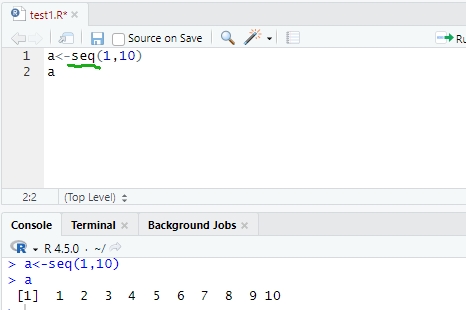 test1.R*
Source on Save
Ru
1 a<-seq(1,10)
2 a
2:2 (Top Level)
Console Terminal Background Jobs
R 4.5.0 · ~/
> a<-seq(1,10)
> a
[1] 1 2 3 4 5 6 7 8 9 10
>